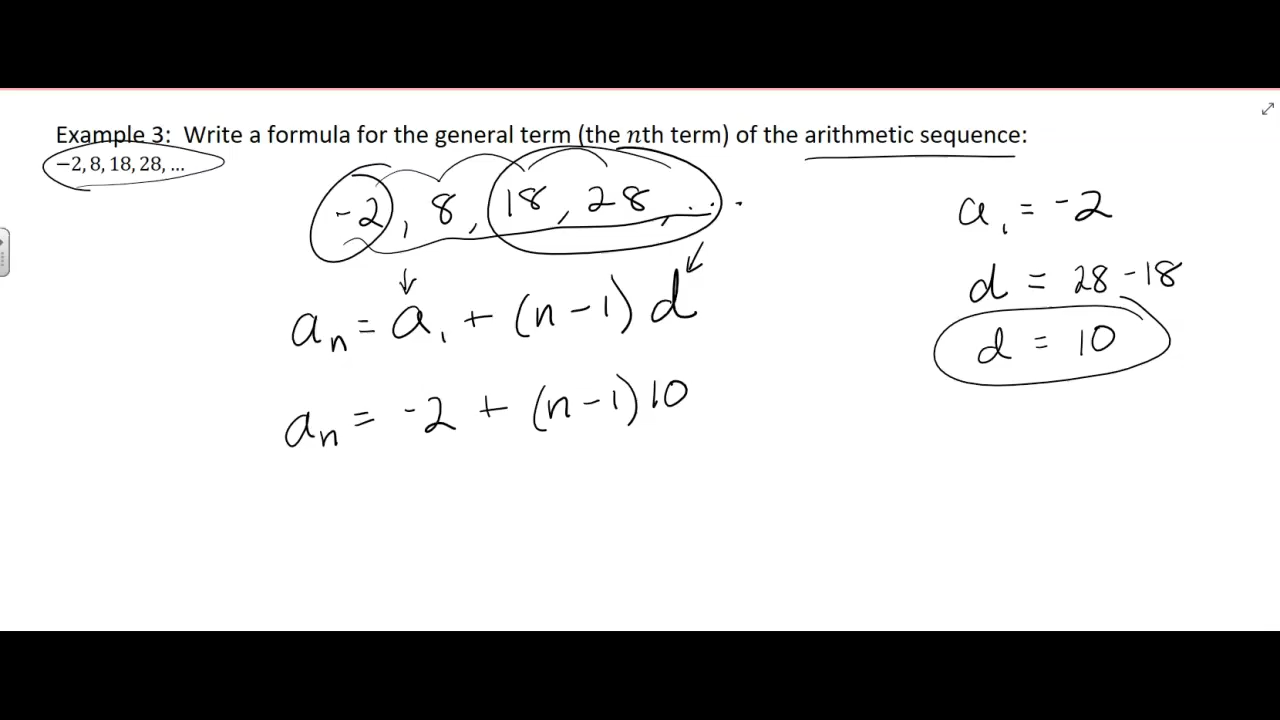 Example 3: Write a formula for the general term (the nth term) of the arithmetic sequence:
−2, 8, 18, 28, ...
-2, 8, 18, 28, ...
a₁ = -2
d = 28 - 18
d = 10
aₙ = a₁ + (n - 1) d
aₙ = -2 + (n - 1) 10